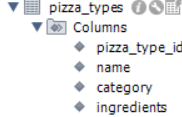 pizza_types
Columns
pizza_type_id
name
category
ingredients